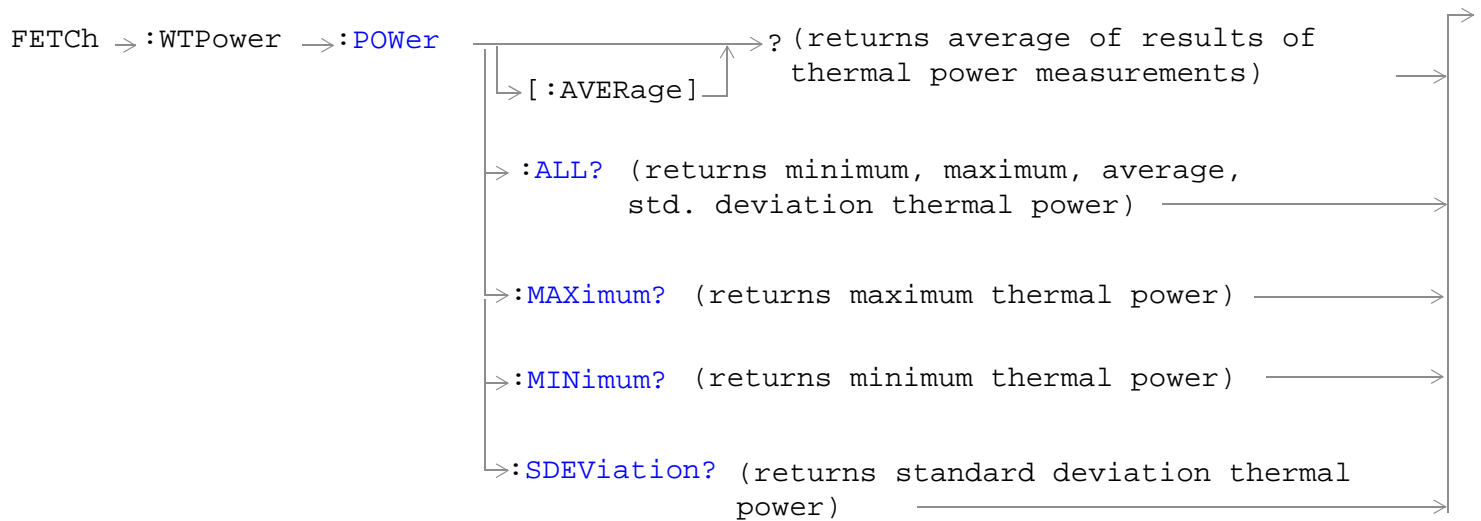 FETCh :WTPower :POWer ? (returns average of results of
thermal power measurements)
[:AVERage]
:ALL? (returns minimum, maximum, average,
std. deviation thermal power)
:MAXimum? (returns maximum thermal power)
:MINimum? (returns minimum thermal power)
:SDEViation? (returns standard deviation thermal
power)